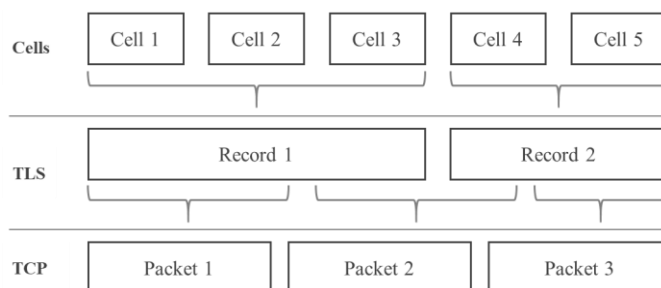 Cells Cell 1 Cell 2 Cell 3 Cell 4 Cell 5
TLS Record 1 Record 2
TCP Packet 1 Packet 2 Packet 3